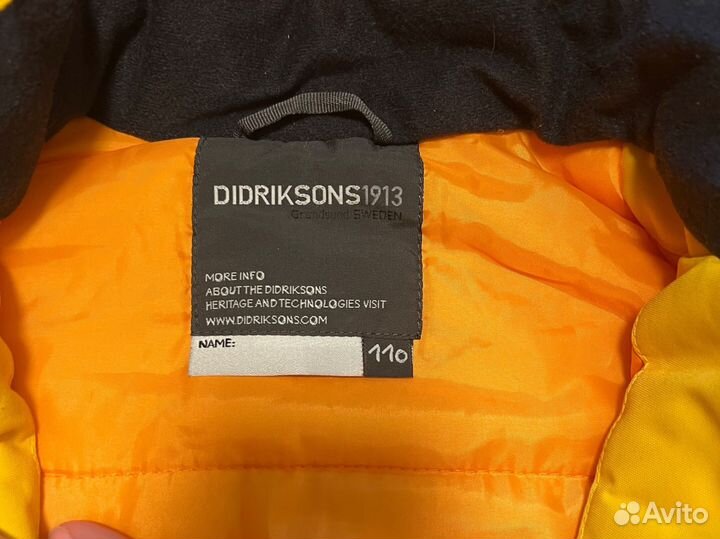 DIDRIKSONS1913
Grundsund SWEDEN
MORE INFO
ABOUT THE DIDRIKSONS
HERITAGE AND TECHNOLOGIES VISIT
WWW.DIDRIKSONS.COM
NAME:
110
Avito